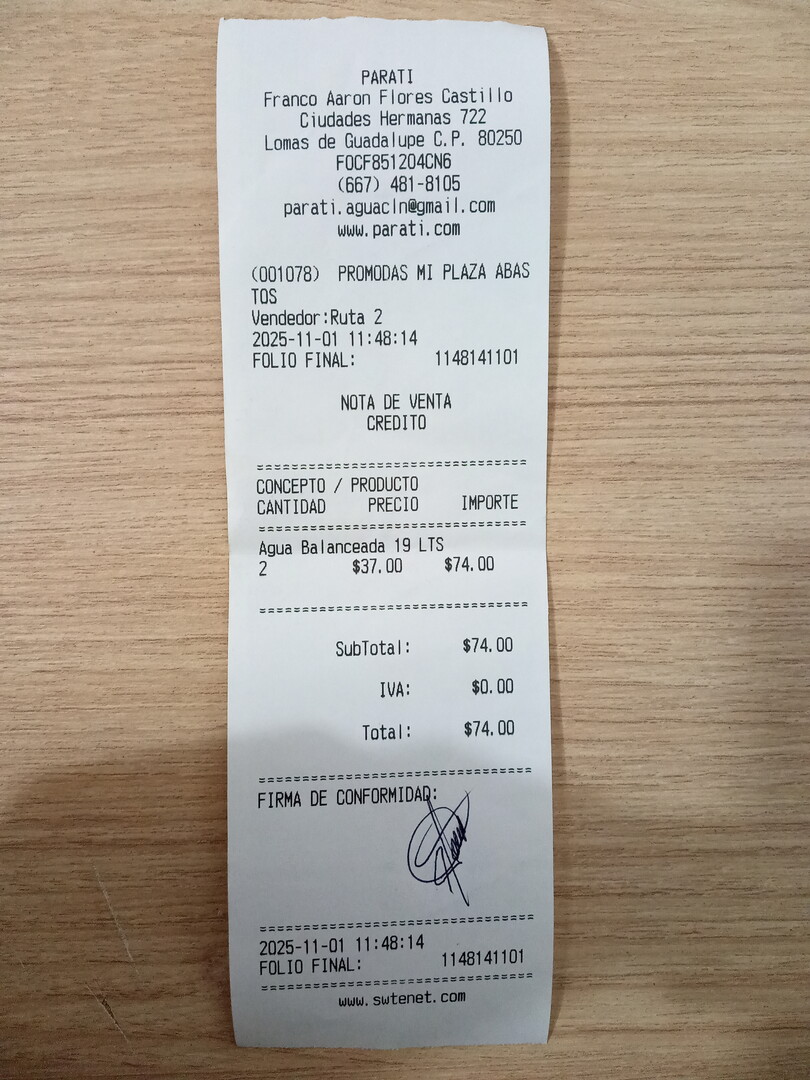 PARATI
Franco Aaron Flores Castillo
Ciudades Hermanas 722
Lomas de Guadalupe C.P. 80250
FOCF851204CN6
(667) 481-8105
parati.aguacln@gmail.com
www.parati.com
(001078) PROMODAS MI PLAZA ABAS
TOS
Vendedor:Ruta 2
2025-11-01 11:48:14
FOLIO FINAL: 1148141101
NOTA DE VENTA
CREDITO
CONCEPTO / PRODUCTO
CANTIDAD PRECIO IMPORTE
Agua Balanceada 19 LTS
2 $37.00 $74.00
SubTotal: $74.00
IVA: $0.00
Total: $74.00
FIRMA DE CONFORMIDAD:
2025-11-01 11:48:14
FOLIO FINAL: 1148141101
www.swtenet.com